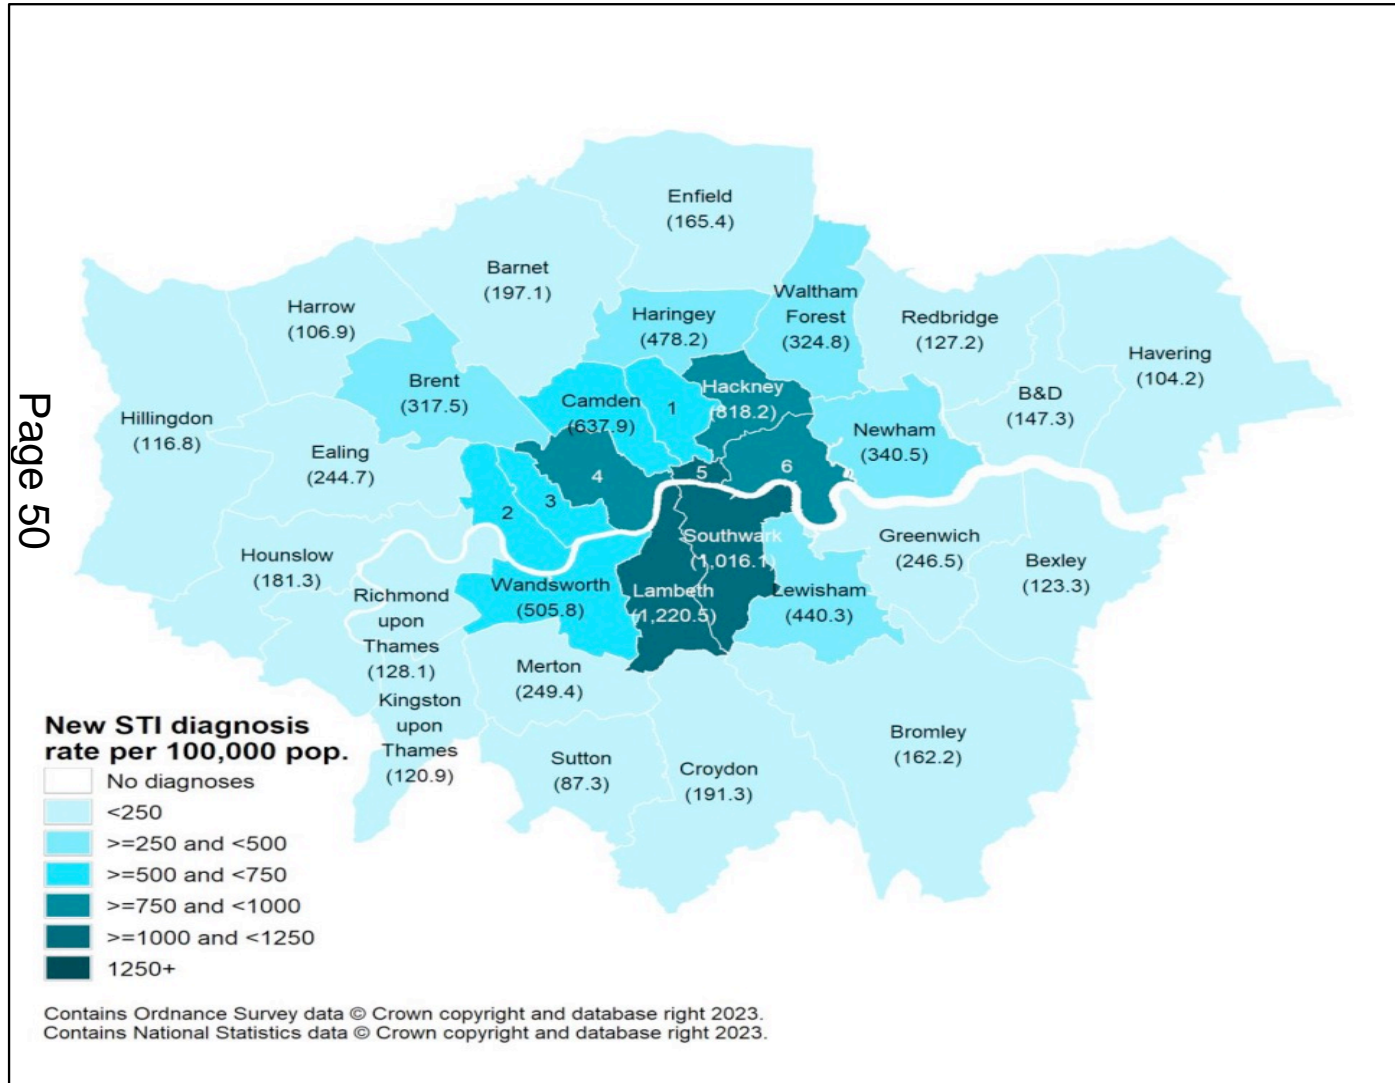 Page 50
Enfield
(165.4)
Barnet
(197.1)
Harrow
(106.9)
Haringey
(478.2)
Waltham
Forest
(324.8)
Redbridge
(127.2)
Havering
(104.2)
B&D
(147.3)
Hillingdon
(116.8)
Brent
(317.5)
Ealing
(244.7)
Camden
(637.9)
1
Hackney
(818.2)
Newham
(340.5)
4
5
6
2
3
Hounslow
(181.3)
Richmond
upon
Thames
(128.1)
Wandsworth
(505.8)
Lambeth
(1,220.5)
Southwark
(1,016.1)
Lewisham
(440.3)
Greenwich
(246.5)
Bexley
(123.3)
Kingston
upon
Thames
(120.9)
Merton
(249.4)
Sutton
(87.3)
Croydon
(191.3)
Bromley
(162.2)
New STI diagnosis
rate per 100,000 pop.
No diagnoses
<250
>=250 and <500
>=500 and <750
>=750 and <1000
>=1000 and <1250
1250+
Contains Ordnance Survey data © Crown copyright and database right 2023.
Contains National Statistics data © Crown copyright and database right 2023.